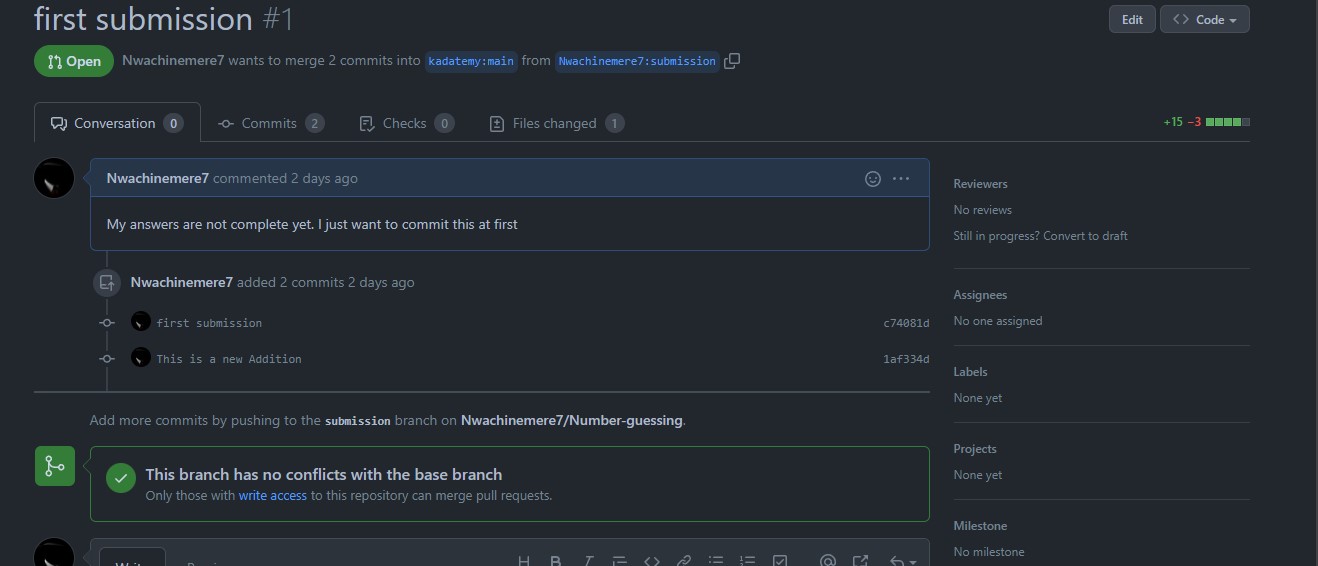 first submission #1
Edit
<> Code
Open
Nwachinemere7 wants to merge 2 commits into kadatemy:main from Nwachinemere7:submission
Conversation 0
Commits 2
Checks 0
Files changed 1
+15 −3
Nwachinemere7 commented 2 days ago
My answers are not complete yet. I just want to commit this at first
Nwachinemere7 added 2 commits 2 days ago
first submission c74081d
This is a new Addition 1af334d
Add more commits by pushing to the submission branch on Nwachinemere7/Number-guessing.
This branch has no conflicts with the base branch
Only those with write access to this repository can merge pull requests.
Reviewers
No reviews
Still in progress? Convert to draft
Assignees
No one assigned
Labels
None yet
Projects
None yet
Milestone
No milestone